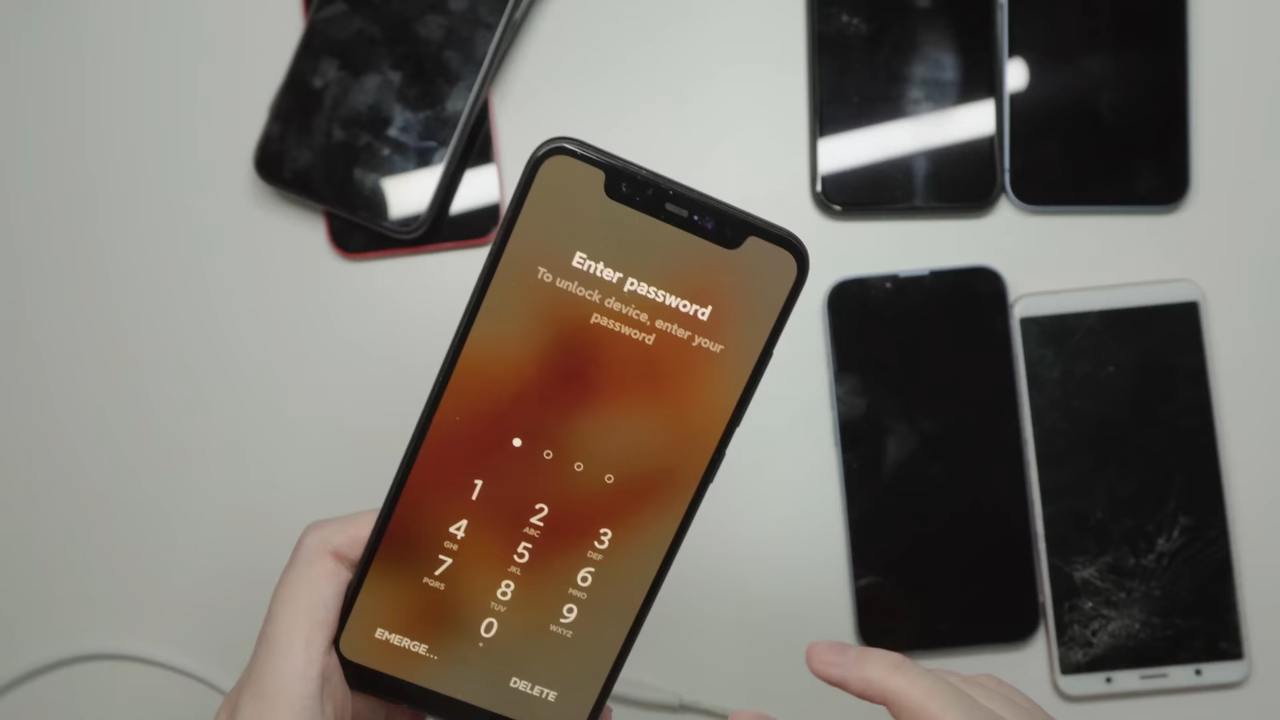 Enter password
To unlock device, enter your
password
1
2
ABC
3
DEF
4
GHI
5
JKL
6
MNO
7
PQRS
8
TUV
9
WXYZ
0
+
EMERGE...
DELETE